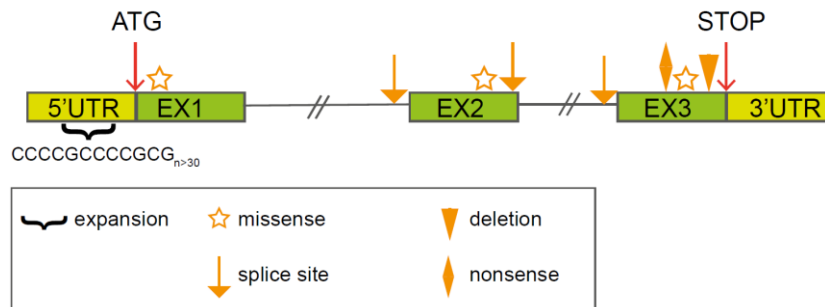 ATG STOP
5'UTR EX1 EX2 EX3 3'UTR
CCCCGCCCCGCG n>30
expansion missense deletion
splice site nonsense